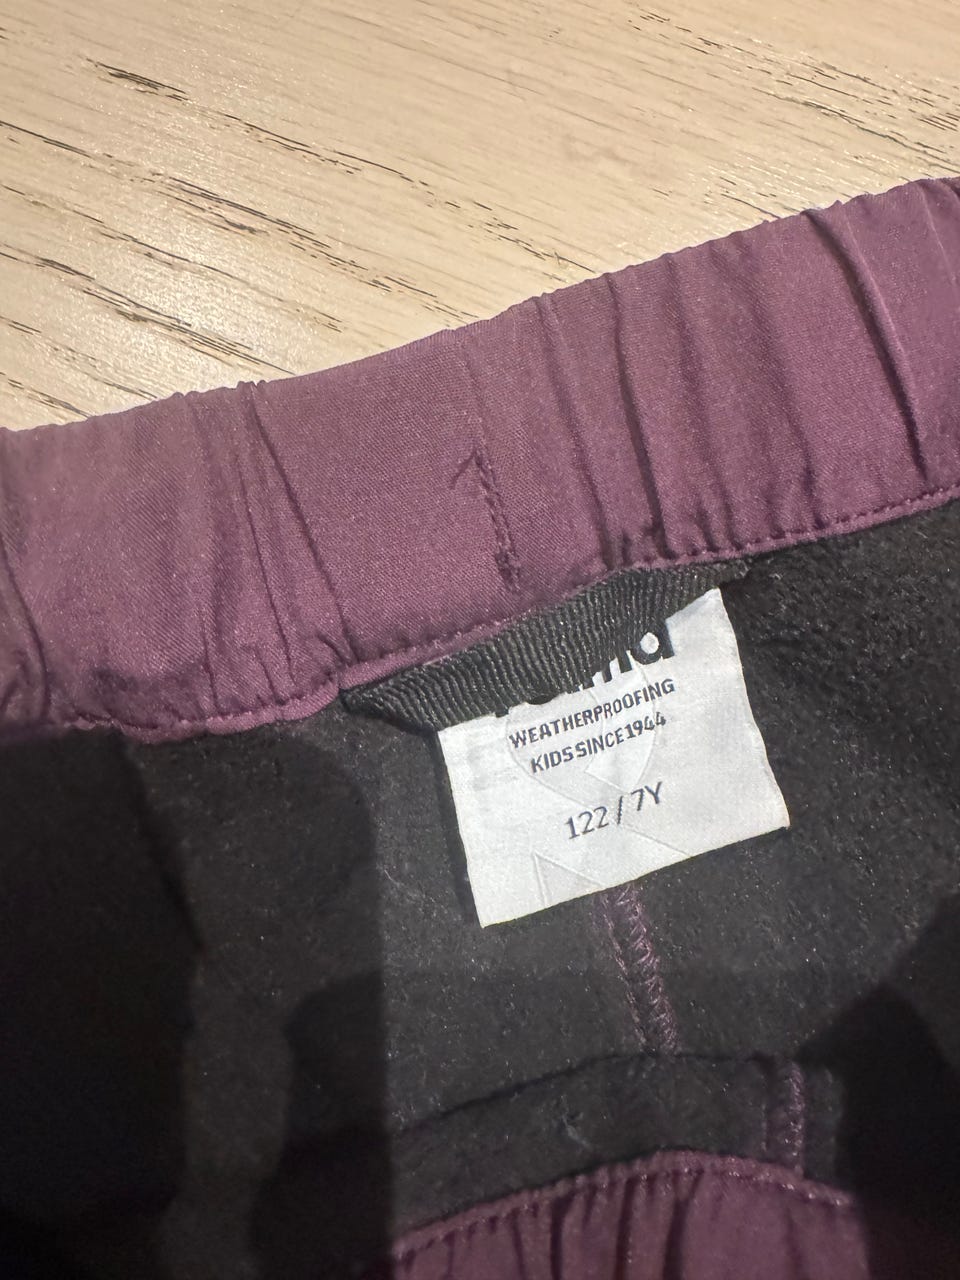 WEATHERPROOFING
KIDS SINCE 1944
122 / 7Y